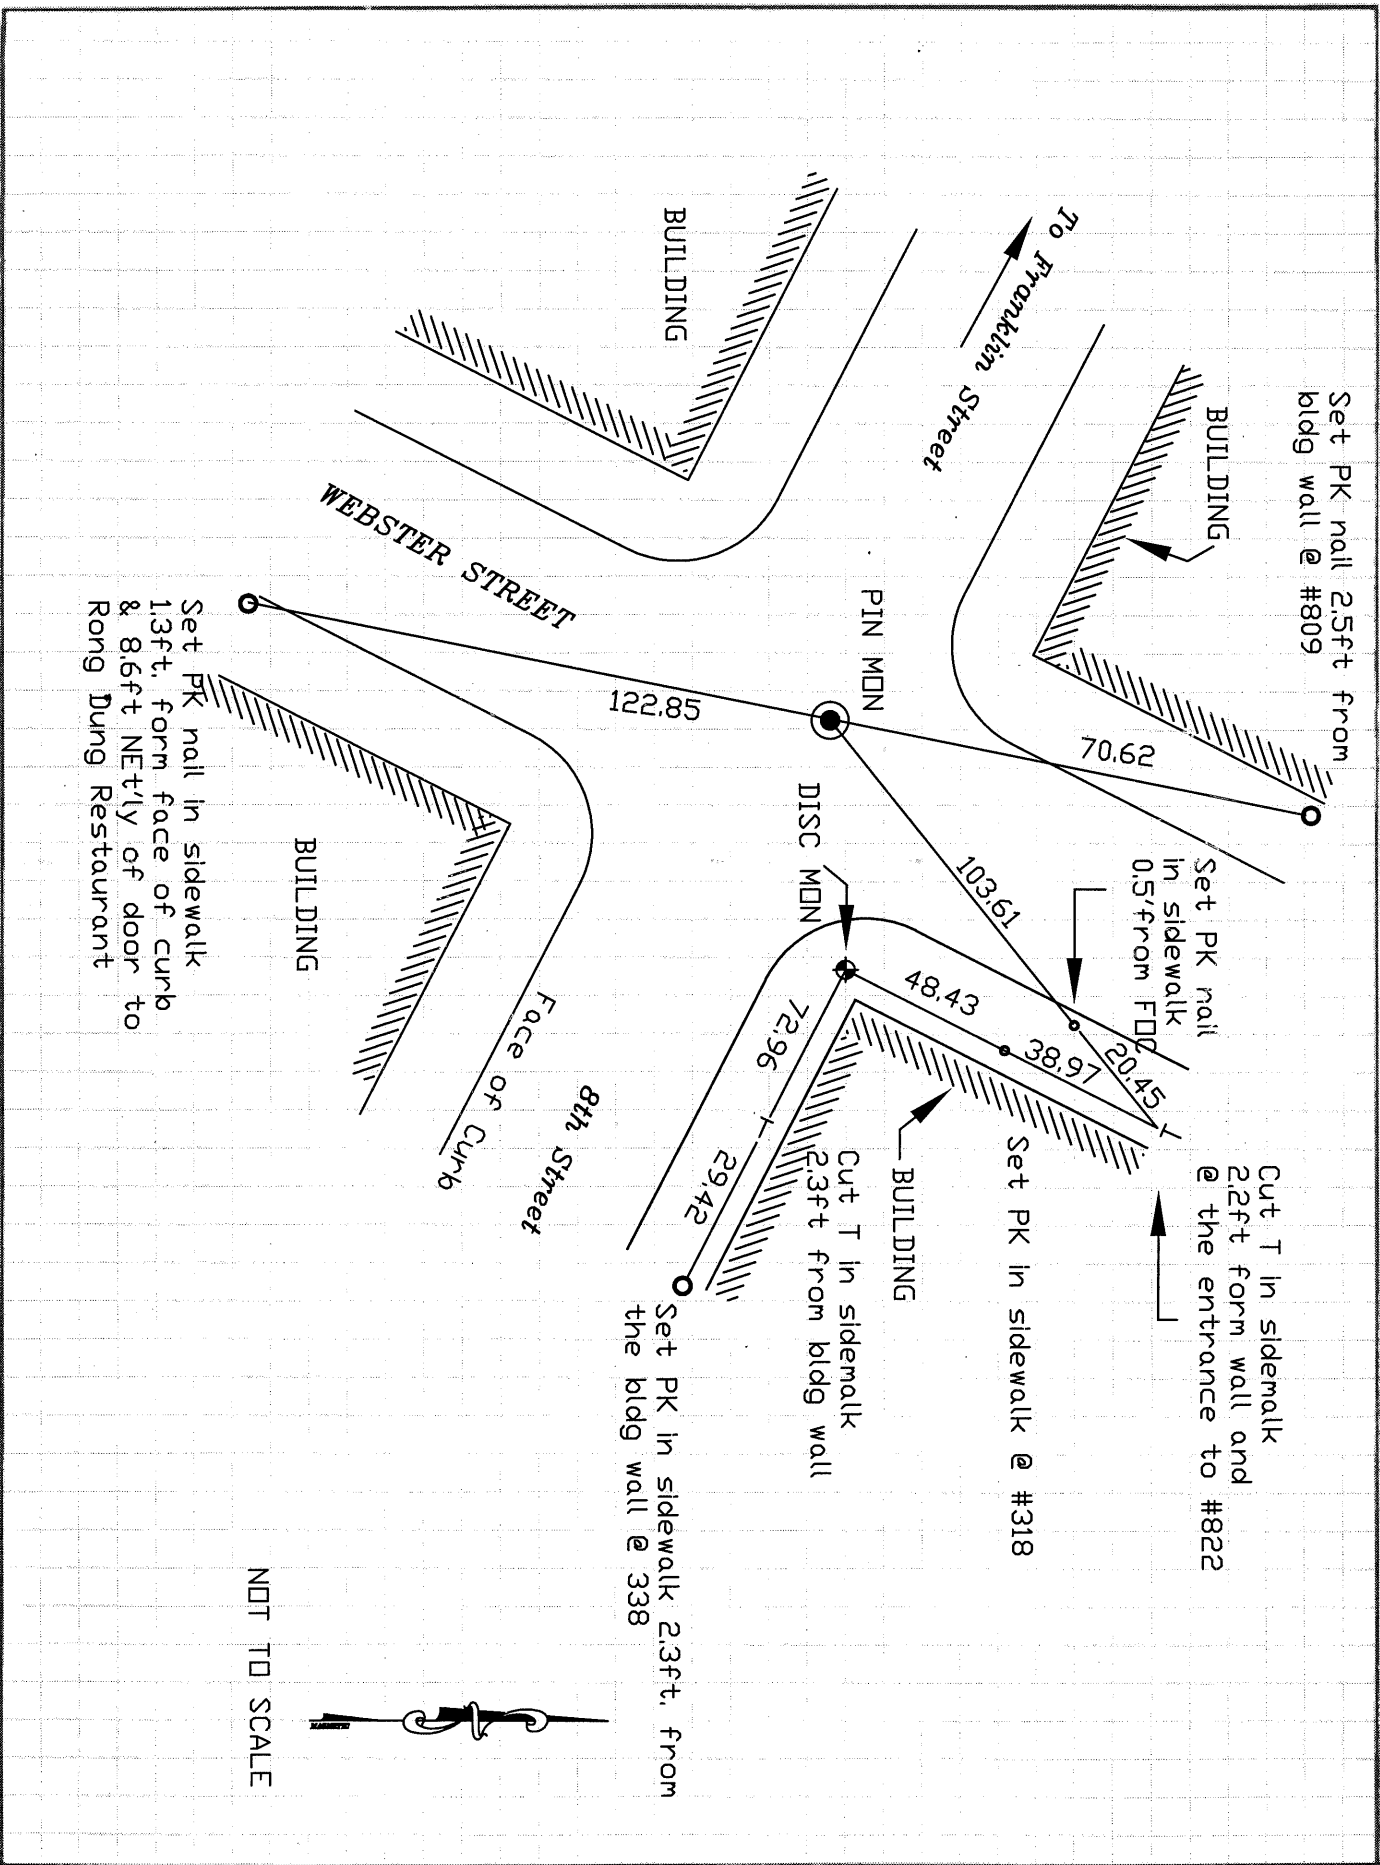 Set PK nail 2.5ft from
bldg wall @ #809
BUILDING
To Franklin Street
BUILDING
PIN MON
70.62
Set PK nail
in sidewalk
0.5'from FOC
Cut T in sidemalk
2.2ft form wall and
@ the entrance to #822
103.61
20.45
48.43
38.97
Set PK in sidewalk @ #318
DISC MON
BUILDING
Cut T in sidemalk
2.3ft from bldg wall
72.96
T
29.42
T
Set PK in sidewalk 2.3ft. from
the bldg wall @ 338
WEBSTER STREET
122.85
8th Street
Face of Curb
BUILDING
Set PK nail in sidewalk
1.3ft. form face of curb
& 8.6ft NEt'ly of door to
Rong Dung Restaurant
NOT TO SCALE